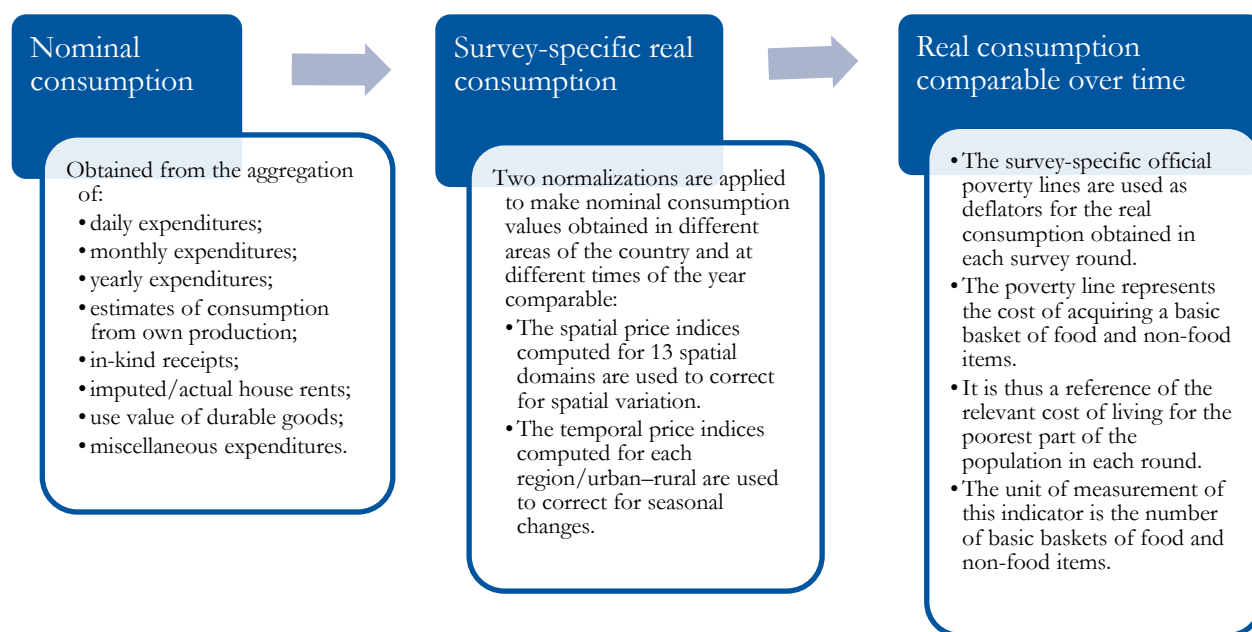 Nominal
consumption
Obtained from the aggregation
of:
• daily expenditures;
• monthly expenditures;
• yearly expenditures;
• estimates of consumption
from own production;
• in-kind receipts;
• imputed/actual house rents;
• use value of durable goods;
• miscellaneous expenditures.
Survey-specific real
consumption
Two normalizations are applied
to make nominal consumption
values obtained in different
areas of the country and at
different times of the year
comparable:
• The spatial price indices
computed for 13 spatial
domains are used to correct
for spatial variation.
• The temporal price indices
computed for each
region/urban–rural are used
to correct for seasonal
changes.
Real consumption
comparable over time
• The survey-specific official
poverty lines are used as
deflators for the real
consumption obtained in
each survey round.
• The poverty line represents
the cost of acquiring a basic
basket of food and non-food
items.
• It is thus a reference of the
relevant cost of living for the
poorest part of the
population in each round.
• The unit of measurement of
this indicator is the number
of basic baskets of food and
non-food items.